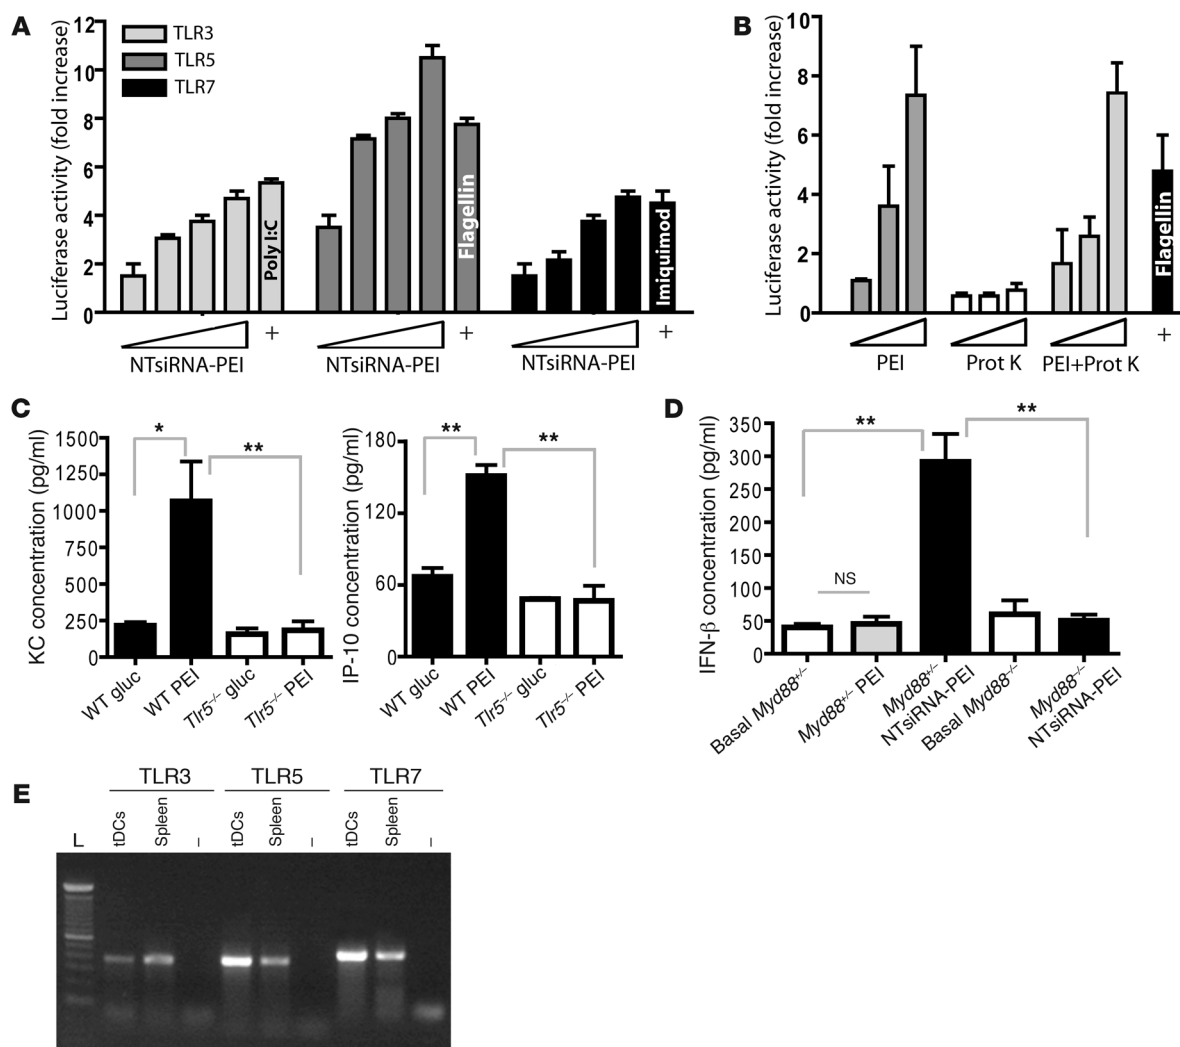 A
Luciferase activity (fold increase)
12
10
8
6
4
2
0
TLR3
TLR5
TLR7
Poly I:C
Flagellin
Imiquimod
+
+
+
NTsiRNA-PEI
NTsiRNA-PEI
NTsiRNA-PEI
B
Luciferase activity (fold increase)
10
8
6
4
2
0
Flagellin
+
PEI
Prot K
PEI+Prot K
C
KC concentration (pg/ml)
1500
1250
1000
750
500
250
0
*
**
WT gluc
WT PEI
Tlr5-/- gluc
Tlr5-/- PEI
IP-10 concentration (pg/ml)
180
120
60
0
**
**
WT gluc
WT PEI
Tlr5-/- gluc
Tlr5-/- PEI
D
IFN-β concentration (pg/ml)
350
300
250
200
150
100
50
0
**
**
NS
Basal Myd88+/-
Myd88+/- PEI
Myd88+/-
NTsiRNA-PEI
Basal Myd88-/-
Myd88-/-
NTsiRNA-PEI
E
TLR3
TLR5
TLR7
L
tDCs
Spleen
–
tDCs
Spleen
–
tDCs
Spleen
–